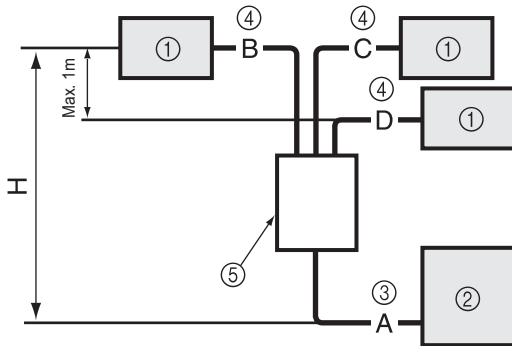 ④ ④
① B C ①
Max. 1m
④
D ①
H
⑤
③
A ②